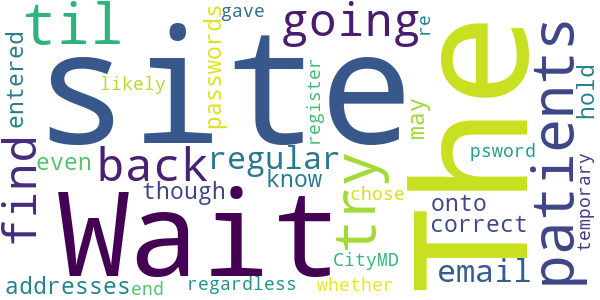 til
going
gave
re
site
The
patients
entered
likely
passwords
register
may
hold
find
even
back
regular
try
psword
though
know
chose
onto
correct
temporary
Wait
CityMD
email
addresses
end
regardless
whether